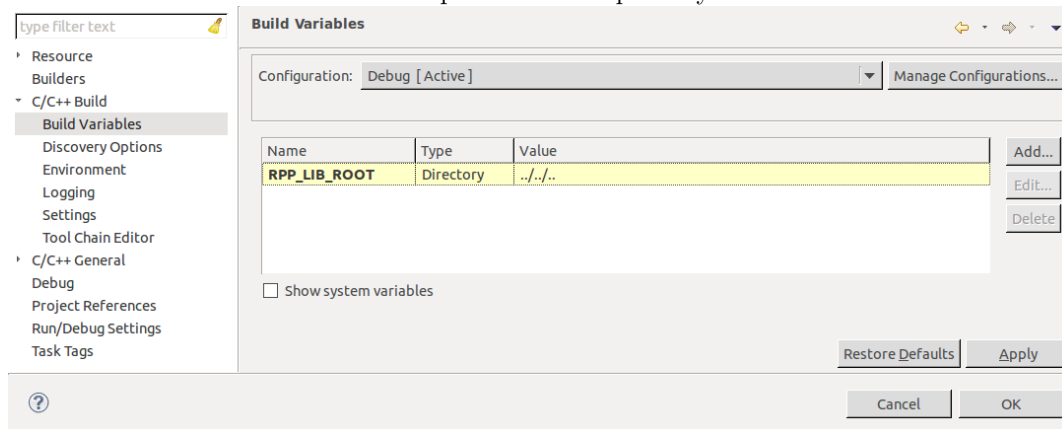 type filter text
Resource
Builders
C/C++ Build
Build Variables
Discovery Options
Environment
Logging
Settings
Tool Chain Editor
C/C++ General
Debug
Project References
Run/Debug Settings
Task Tags
Build Variables
Configuration: Debug [ Active ] Manage Configurations...
Name Type Value
RPP_LIB_ROOT Directory ../../..
Add...
Edit...
Delete
Show system variables
Restore Defaults Apply
? Cancel OK